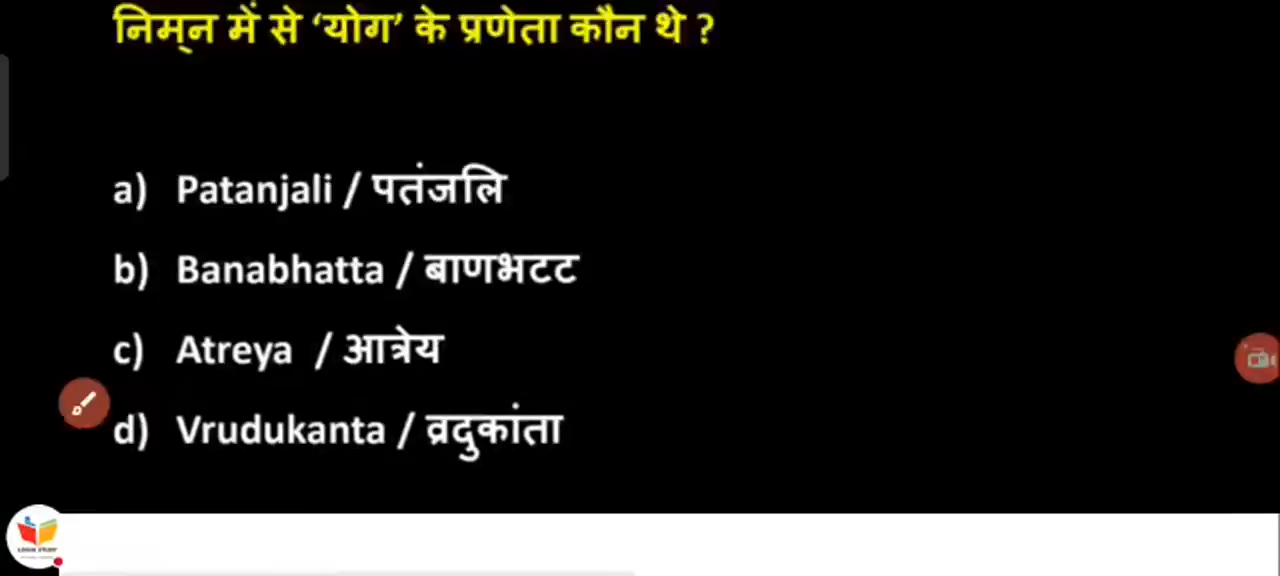 निम्न में से ‘योग’ के प्रणेता कौन थे ?
a) Patanjali / पतंजलि
b) Banabhatta / बाणभटट
c) Atreya / आत्रेय
d) Vrudukanta / व्रदुकांता